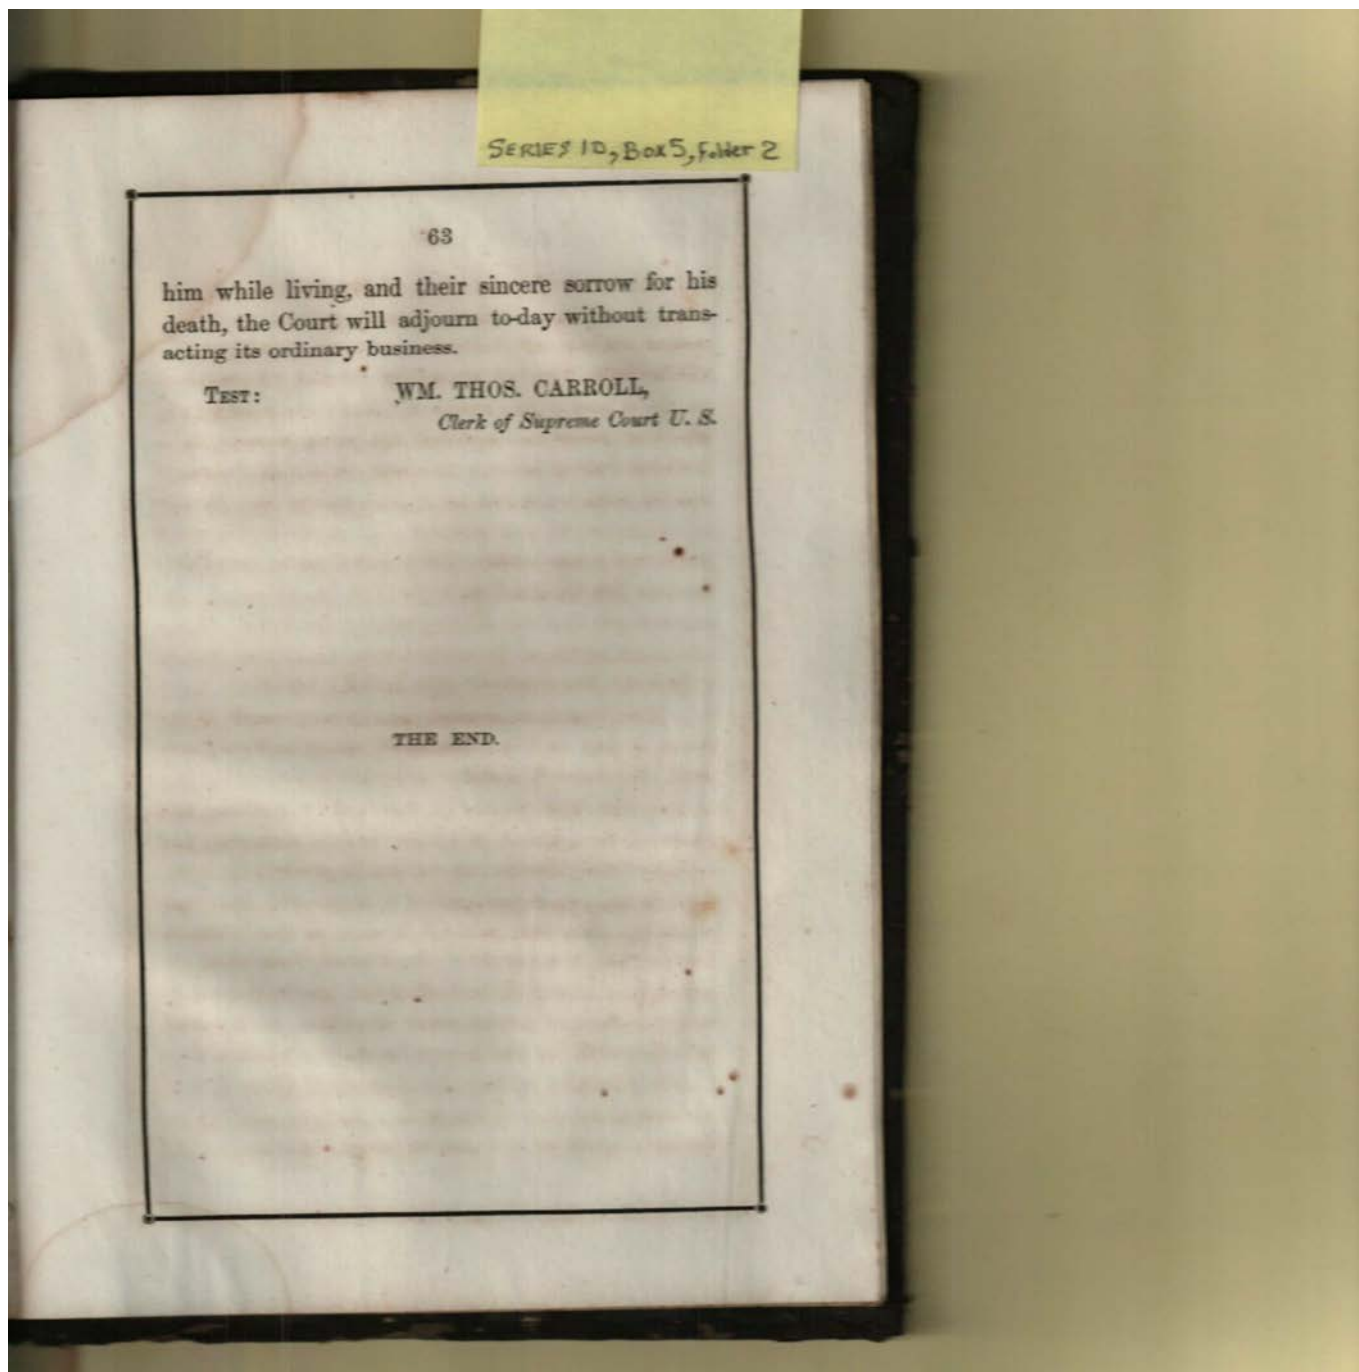 SERIES 1D, Box 5, Folder 2
63
him while living, and their sincere sorrow for his
death, the Court will adjourn to-day without trans-
acting its ordinary business.
TEST: WM. THOS. CARROLL,
Clerk of Supreme Court U. S.
THE END.